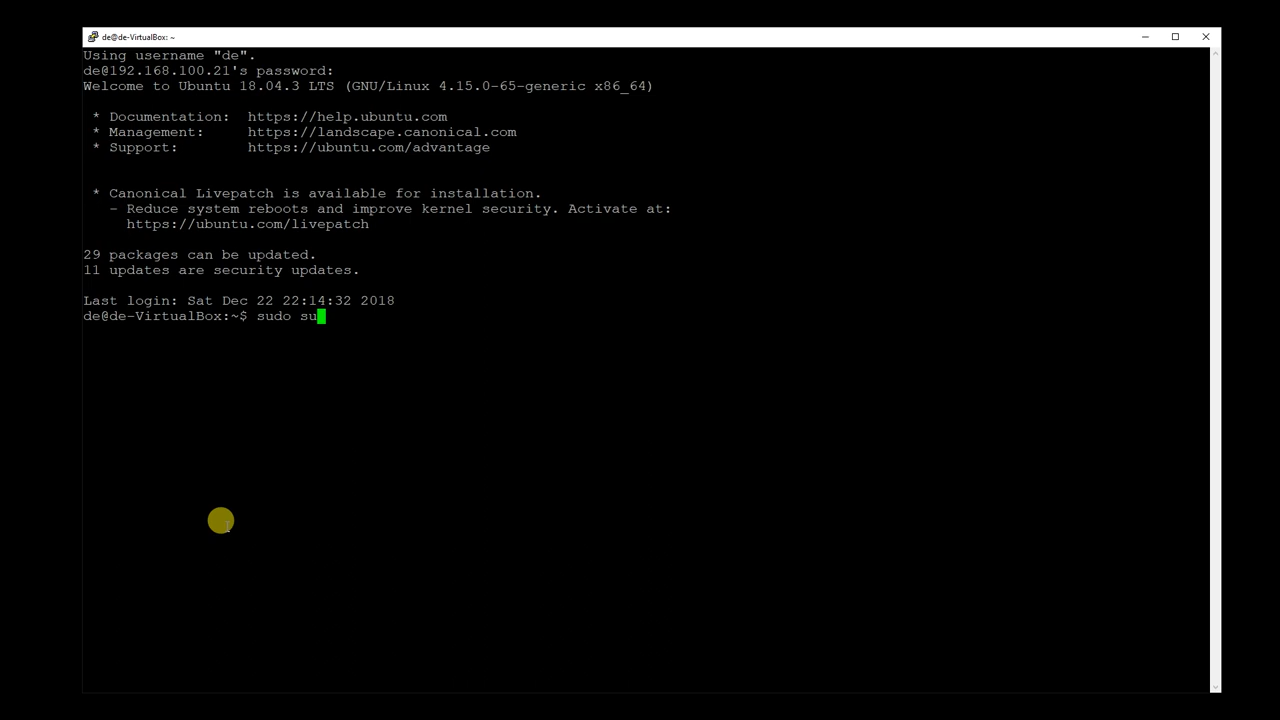 de@de-VirtualBox: ~
Using username "de".
de@192.168.100.21's password:
Welcome to Ubuntu 18.04.3 LTS (GNU/Linux 4.15.0-65-generic x86_64)
* Documentation:  https://help.ubuntu.com
* Management:     https://landscape.canonical.com
* Support:        https://ubuntu.com/advantage
* Canonical Livepatch is available for installation.
- Reduce system reboots and improve kernel security. Activate at:
https://ubuntu.com/livepatch
29 packages can be updated.
11 updates are security updates.
Last login: Sat Dec 22 22:14:32 2018
de@de-VirtualBox:~$ sudo su